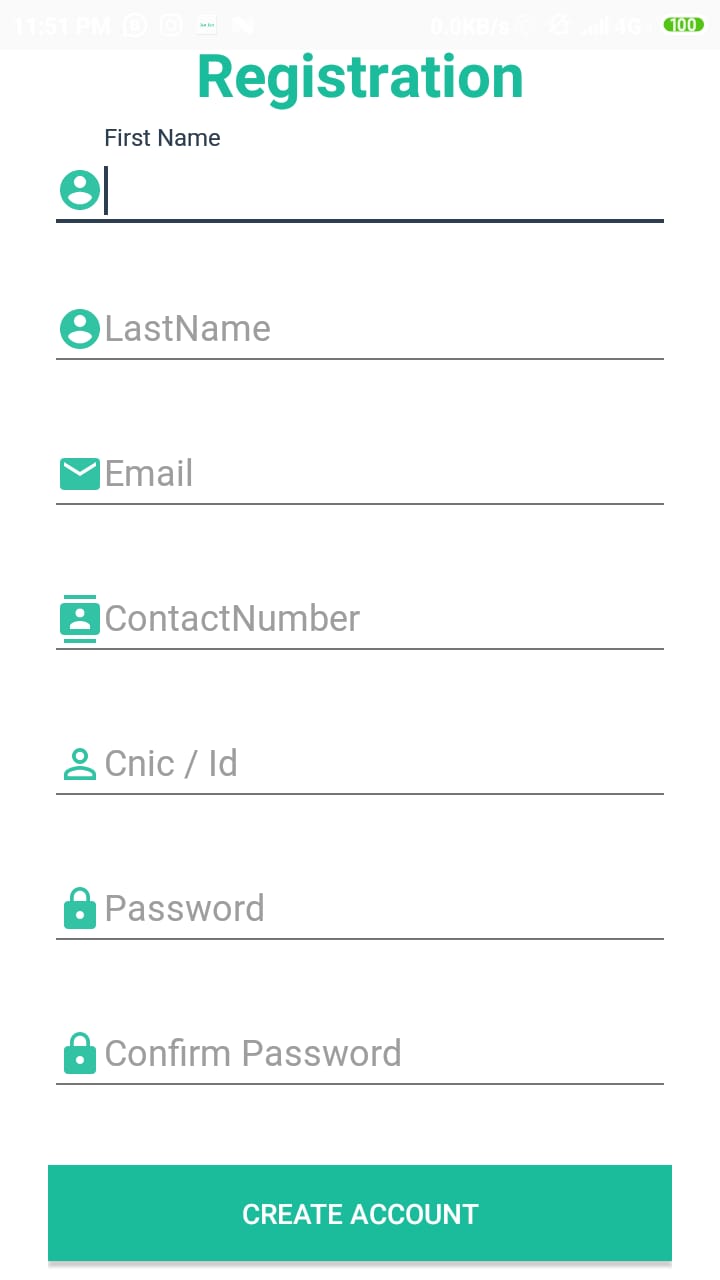 11:51 PM 0.0KB/s 4G 100
Registration
First Name
LastName
Email
ContactNumber
Cnic / Id
Password
Confirm Password
CREATE ACCOUNT